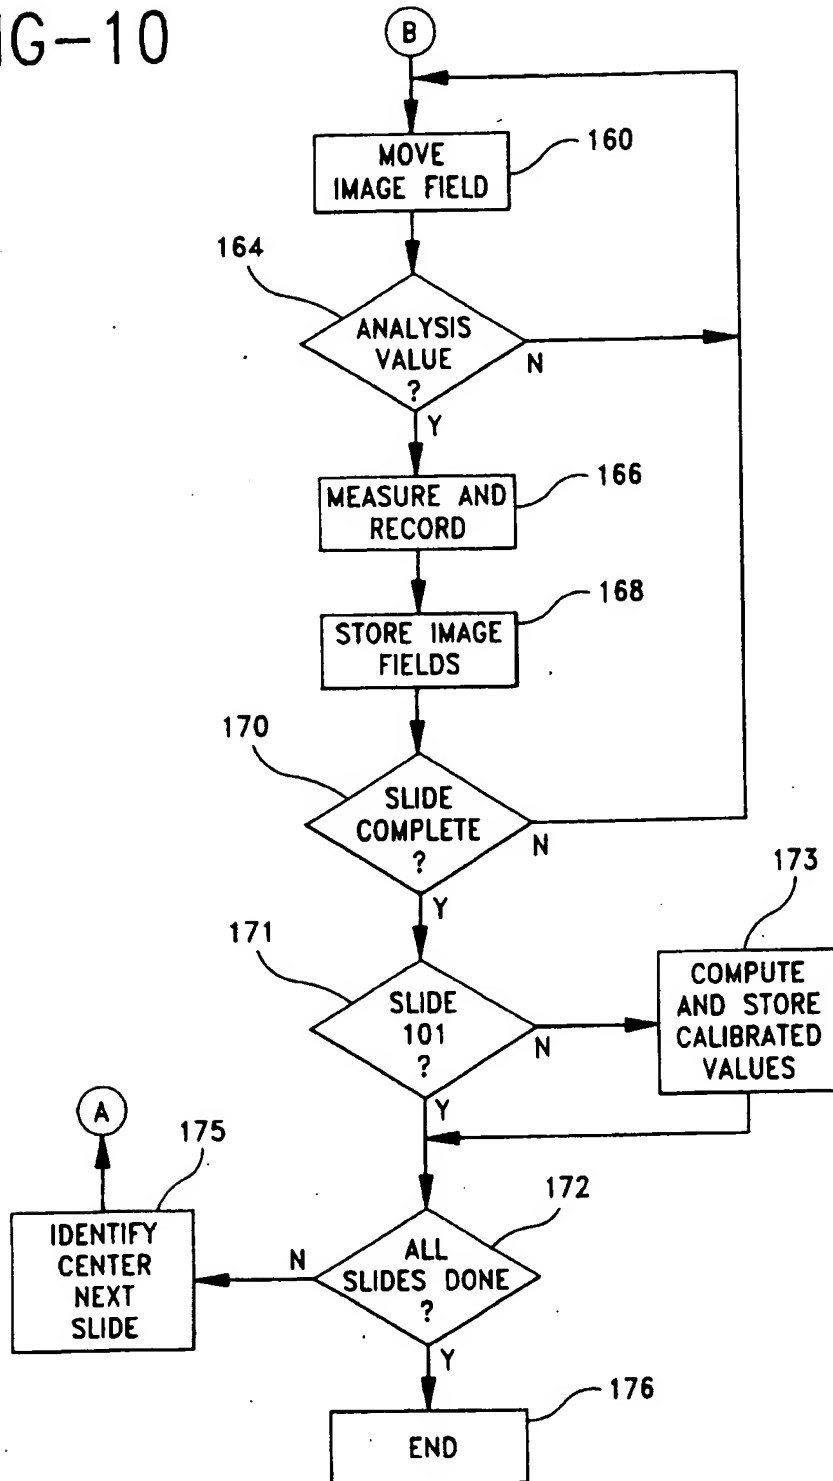 IG-10
B
MOVE
IMAGE FIELD
160
164
ANALYSIS
VALUE
?
N
Y
MEASURE AND
RECORD
166
STORE IMAGE
FIELDS
168
170
SLIDE
COMPLETE
?
N
Y
171
SLIDE
101
?
N
Y
173
COMPUTE
AND STORE
CALIBRATED
VALUES
A
175
IDENTIFY
CENTER
NEXT
SLIDE
N
172
ALL
SLIDES DONE
?
Y
176
END